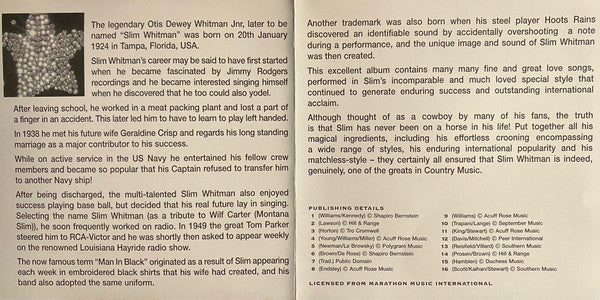 The legendary Otis Dewey Whitman Jnr, later to be
named "Slim Whitman" was born on 20th January
1924 in Tampa, Florida, USA.
Slim Whitman's career may be said to have first started
when he became fascinated by Jimmy Rodgers
recordings and he became interested singing himself
when he discovered that he too could also yodel.
After leaving school, he worked in a meat packing plant and lost a part of
a finger in an accident. This later led him to have to learn to play left handed.
In 1938 he met his future wife Geraldine Crisp and regards his long standing
marriage as a major contributor to his success.
While on active service in the US Navy he entertained his fellow crew
members and became so popular that his Captain refused to transfer him
to another Navy ship!
After being discharged, the multi-talented Slim Whitman also enjoyed
success playing base ball, but decided that his real future lay in singing.
Selecting the name Slim Whitman (as a tribute to Wilf Carter (Montana
Slim)), he soon frequently worked on radio. In 1949 the great Tom Parker
steered him to RCA-Victor and he was shortly then asked to appear weekly
on the renowned Louisiana Hayride radio show.
The now famous term "Man In Black" originated as a result of Slim appearing
each week in embroidered black shirts that his wife had created, and his
band also adopted the same uniform.
Another trademark was also born when his steel player Hoots Rains
discovered an identifiable sound by accidentally overshooting a note
during a performance, and the unique image and sound of Slim Whitman
was then created.
This excellent album contains many many fine and great love songs,
performed in Slim's incomparable and much loved special style that
continued to generate enduring success and outstanding international
acclaim.
Although thought of as a cowboy by many of his fans, the truth
is that Slim has never been on a horse in his life! Put together all his
magical ingredients, including his effortless crooning encompassing
a wide range of styles, his enduring international popularity and his
matchless-style – they certainly all ensured that Slim Whitman is indeed,
genuinely, one of the greats in Country Music.
PUBLISHING DETAILS
1 (Williams/Kennedy) © Shapiro Bernstein
2 (Lawson) © Hill & Range
3 (Horton) © Tro Cromwell
4 (Young/Williams/Miller) © Acuff Rose Music
5 (Newman/Le Browsky) © Polygram Music
6 (Brown/De Rose) © Shapiro Bernstein
7 (Trad.) Public Domain
8 (Endsley) © Acuff Rose Music
9 (Williams) © Acuff Rose Music
10 (Trapani/Lange) © September Music
11 (King/Stewart) © Acuff Rose Music
12 (Davis/Mitchell) © Peer International
13 (Reisfeld/Villard) © Southern Music
14 (Prosen/Brown) © Hill & Range
15 (Hamblen) © Duchess Music
16 (Scott/Kaihan/Stewart) © Southern Music
LICENSED FROM MARATHON MUSIC INTERNATIONAL